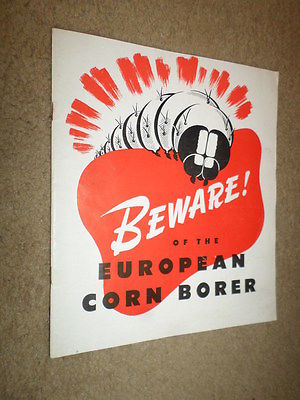 BEWARE!
OF THE
EUROPEAN
CORN BORER